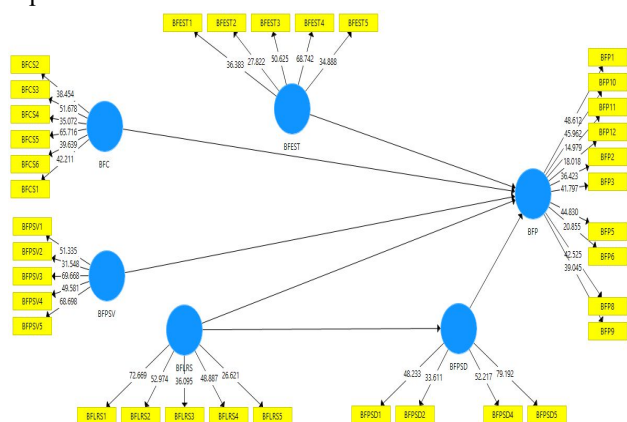 BFEST1 BFEST2 BFEST3 BFEST4 BFEST5
36.383 27.822 50.625 68.742 34.888
BFEST
BFCS2
BFCS3
BFCS4
BFCS5
BFCS6
BFCS1
38.454
51.678
35.072
65.716
39.639
42.211
BFC
BFP1
BFP10
BFP11
BFP12
BFP2
BFP3
BFP5
BFP6
BFP8
BFP9
48.612
45.962
14.979
18.018
36.423
41.797
44.830
20.855
42.525
39.045
BFP
BFPSV1
BFPSV2
BFPSV3
BFPSV4
BFPSV5
51.335
31.548
69.668
49.581
68.698
BFPSV
BFLRS
72.669 52.974 36.095 48.887 26.621
BFLRS1 BFLRS2 BFLRS3 BFLRS4 BFLRS5
BFPSD
48.233 33.611 52.217 79.192
BFPSD1 BFPSD2 BFPSD4 BFPSD5